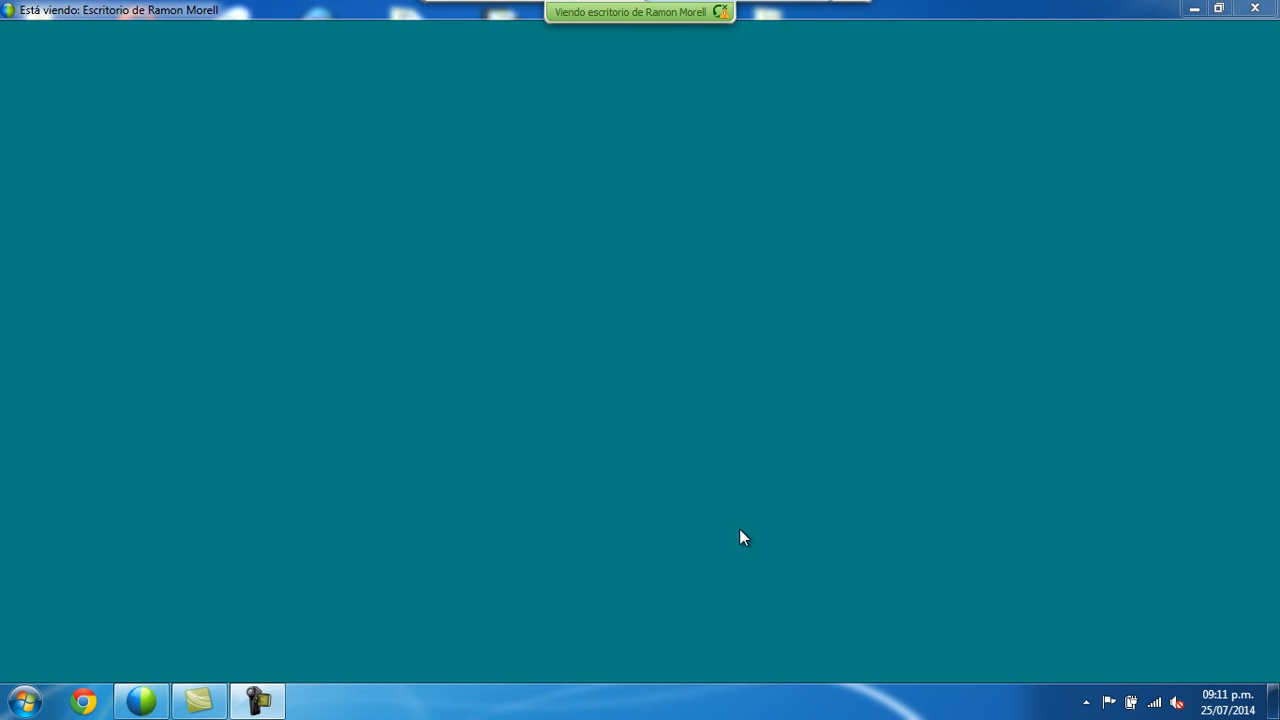 Está viendo: Escritorio de Ramon Morell
Viendo escritorio de Ramon Morell
09:11 p.m.
25/07/2014